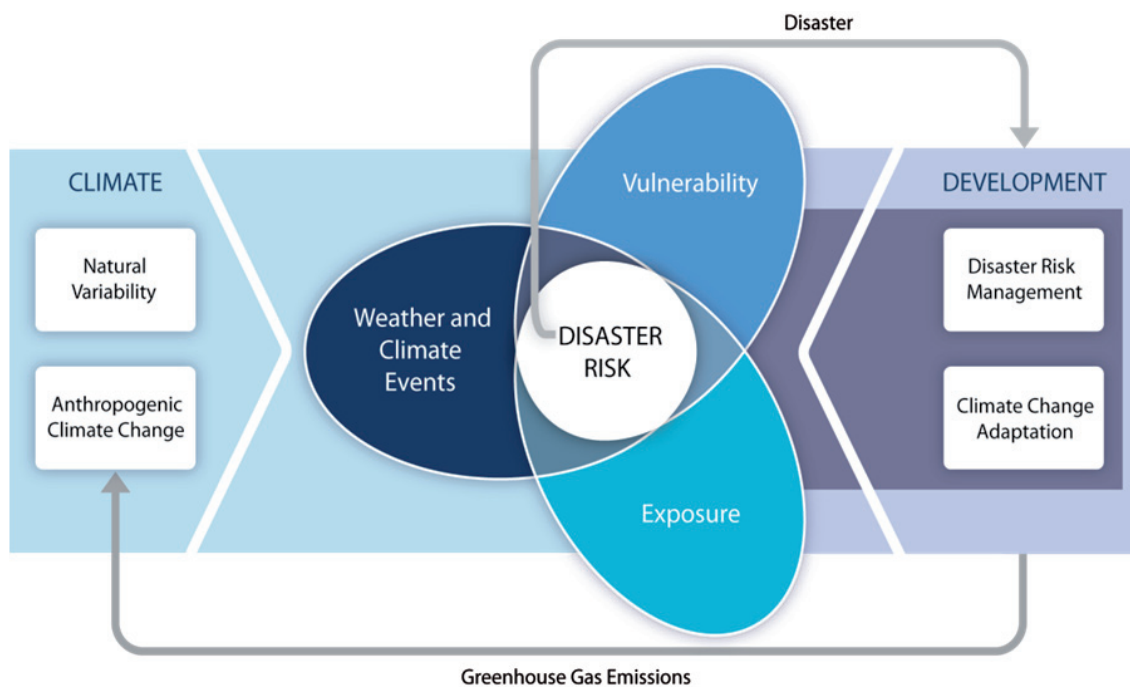 Disaster
CLIMATE
Natural
Variability
Anthropogenic
Climate Change
Weather and
Climate
Events
Vulnerability
DISASTER
RISK
Exposure
DEVELOPMENT
Disaster Risk
Management
Climate Change
Adaptation
Greenhouse Gas Emissions